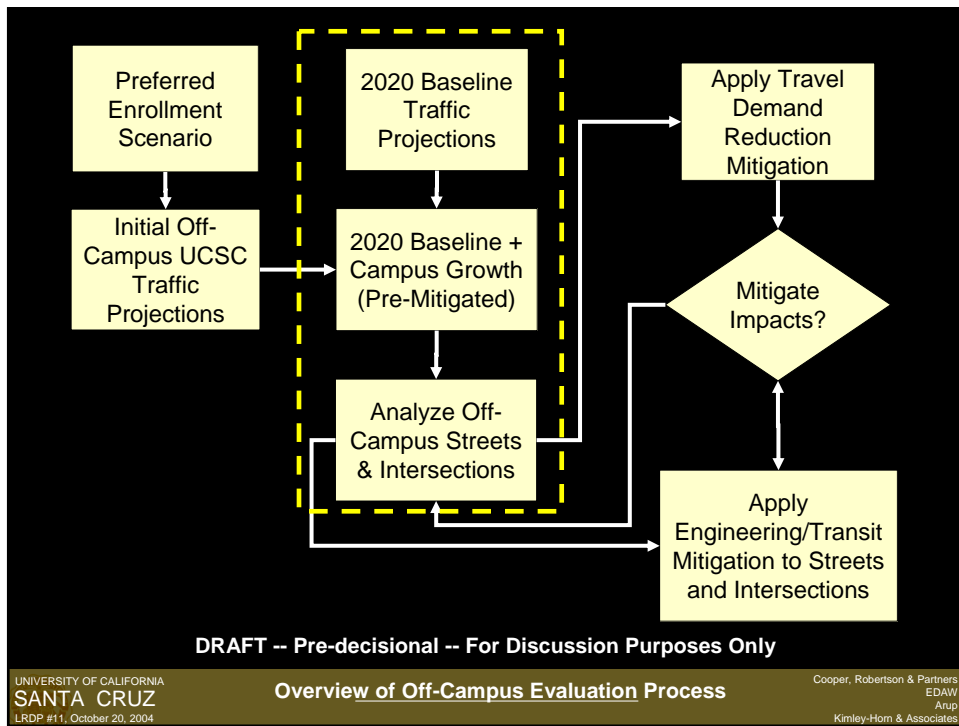 Preferred
Enrollment
Scenario
2020 Baseline
Traffic
Projections
Apply Travel
Demand
Reduction
Mitigation
Initial Off-
Campus UCSC
Traffic
Projections
2020 Baseline +
Campus Growth
(Pre-Mitigated)
Mitigate
Impacts?
Analyze Off-
Campus Streets
& Intersections
Apply
Engineering/Transit
Mitigation to Streets
and Intersections
DRAFT -- Pre-decisional -- For Discussion Purposes Only
UNIVERSITY OF CALIFORNIA
SANTA CRUZ
LRDP #11, October 20, 2004
Overview of Off-Campus Evaluation Process
Cooper, Robertson & Partners
EDAW
Arup
Kimley-Horn & Associates